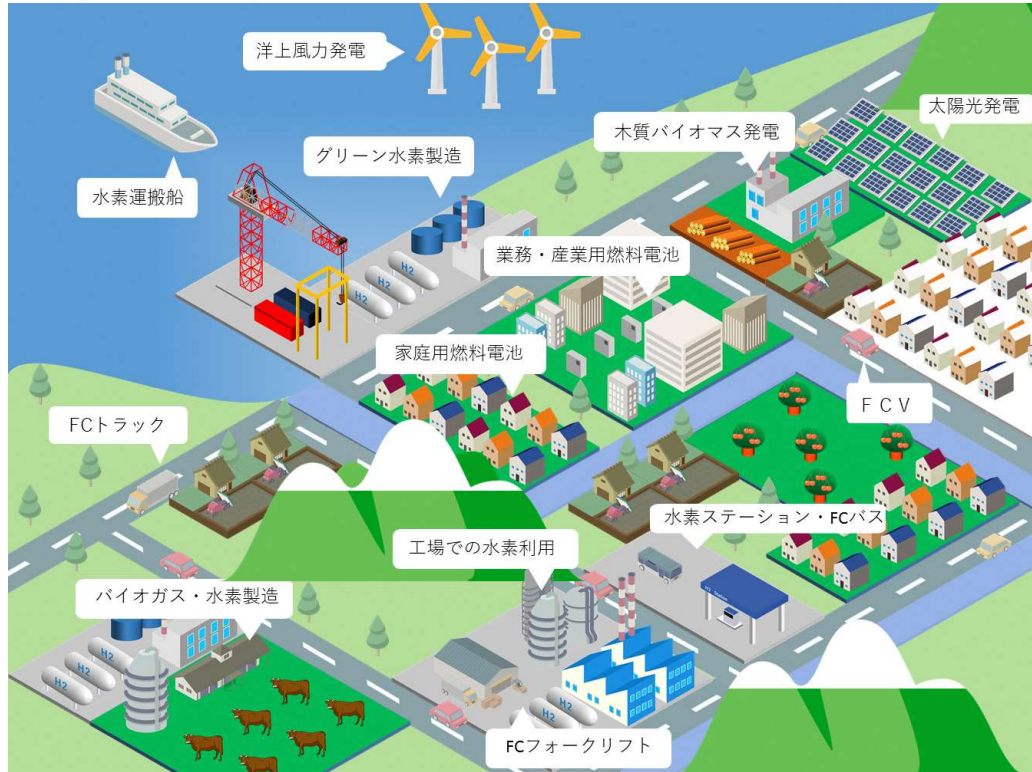 洋上風力発電
太陽光発電
木質バイオマス発電
グリーン水素製造
水素運搬船
業務・産業用燃料電池
H2
H2
H2
家庭用燃料電池
ＦＣＶ
FCトラック
水素ステーション・FCバス
工場での水素利用
H2 Station
バイオガス・水素製造
H2
H2
H2
H2
H2
FCフォークリフト